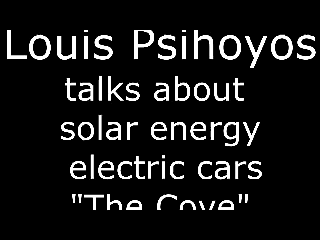 Louis Psihoyos
talks about
solar energy
electric cars
"The Cove"